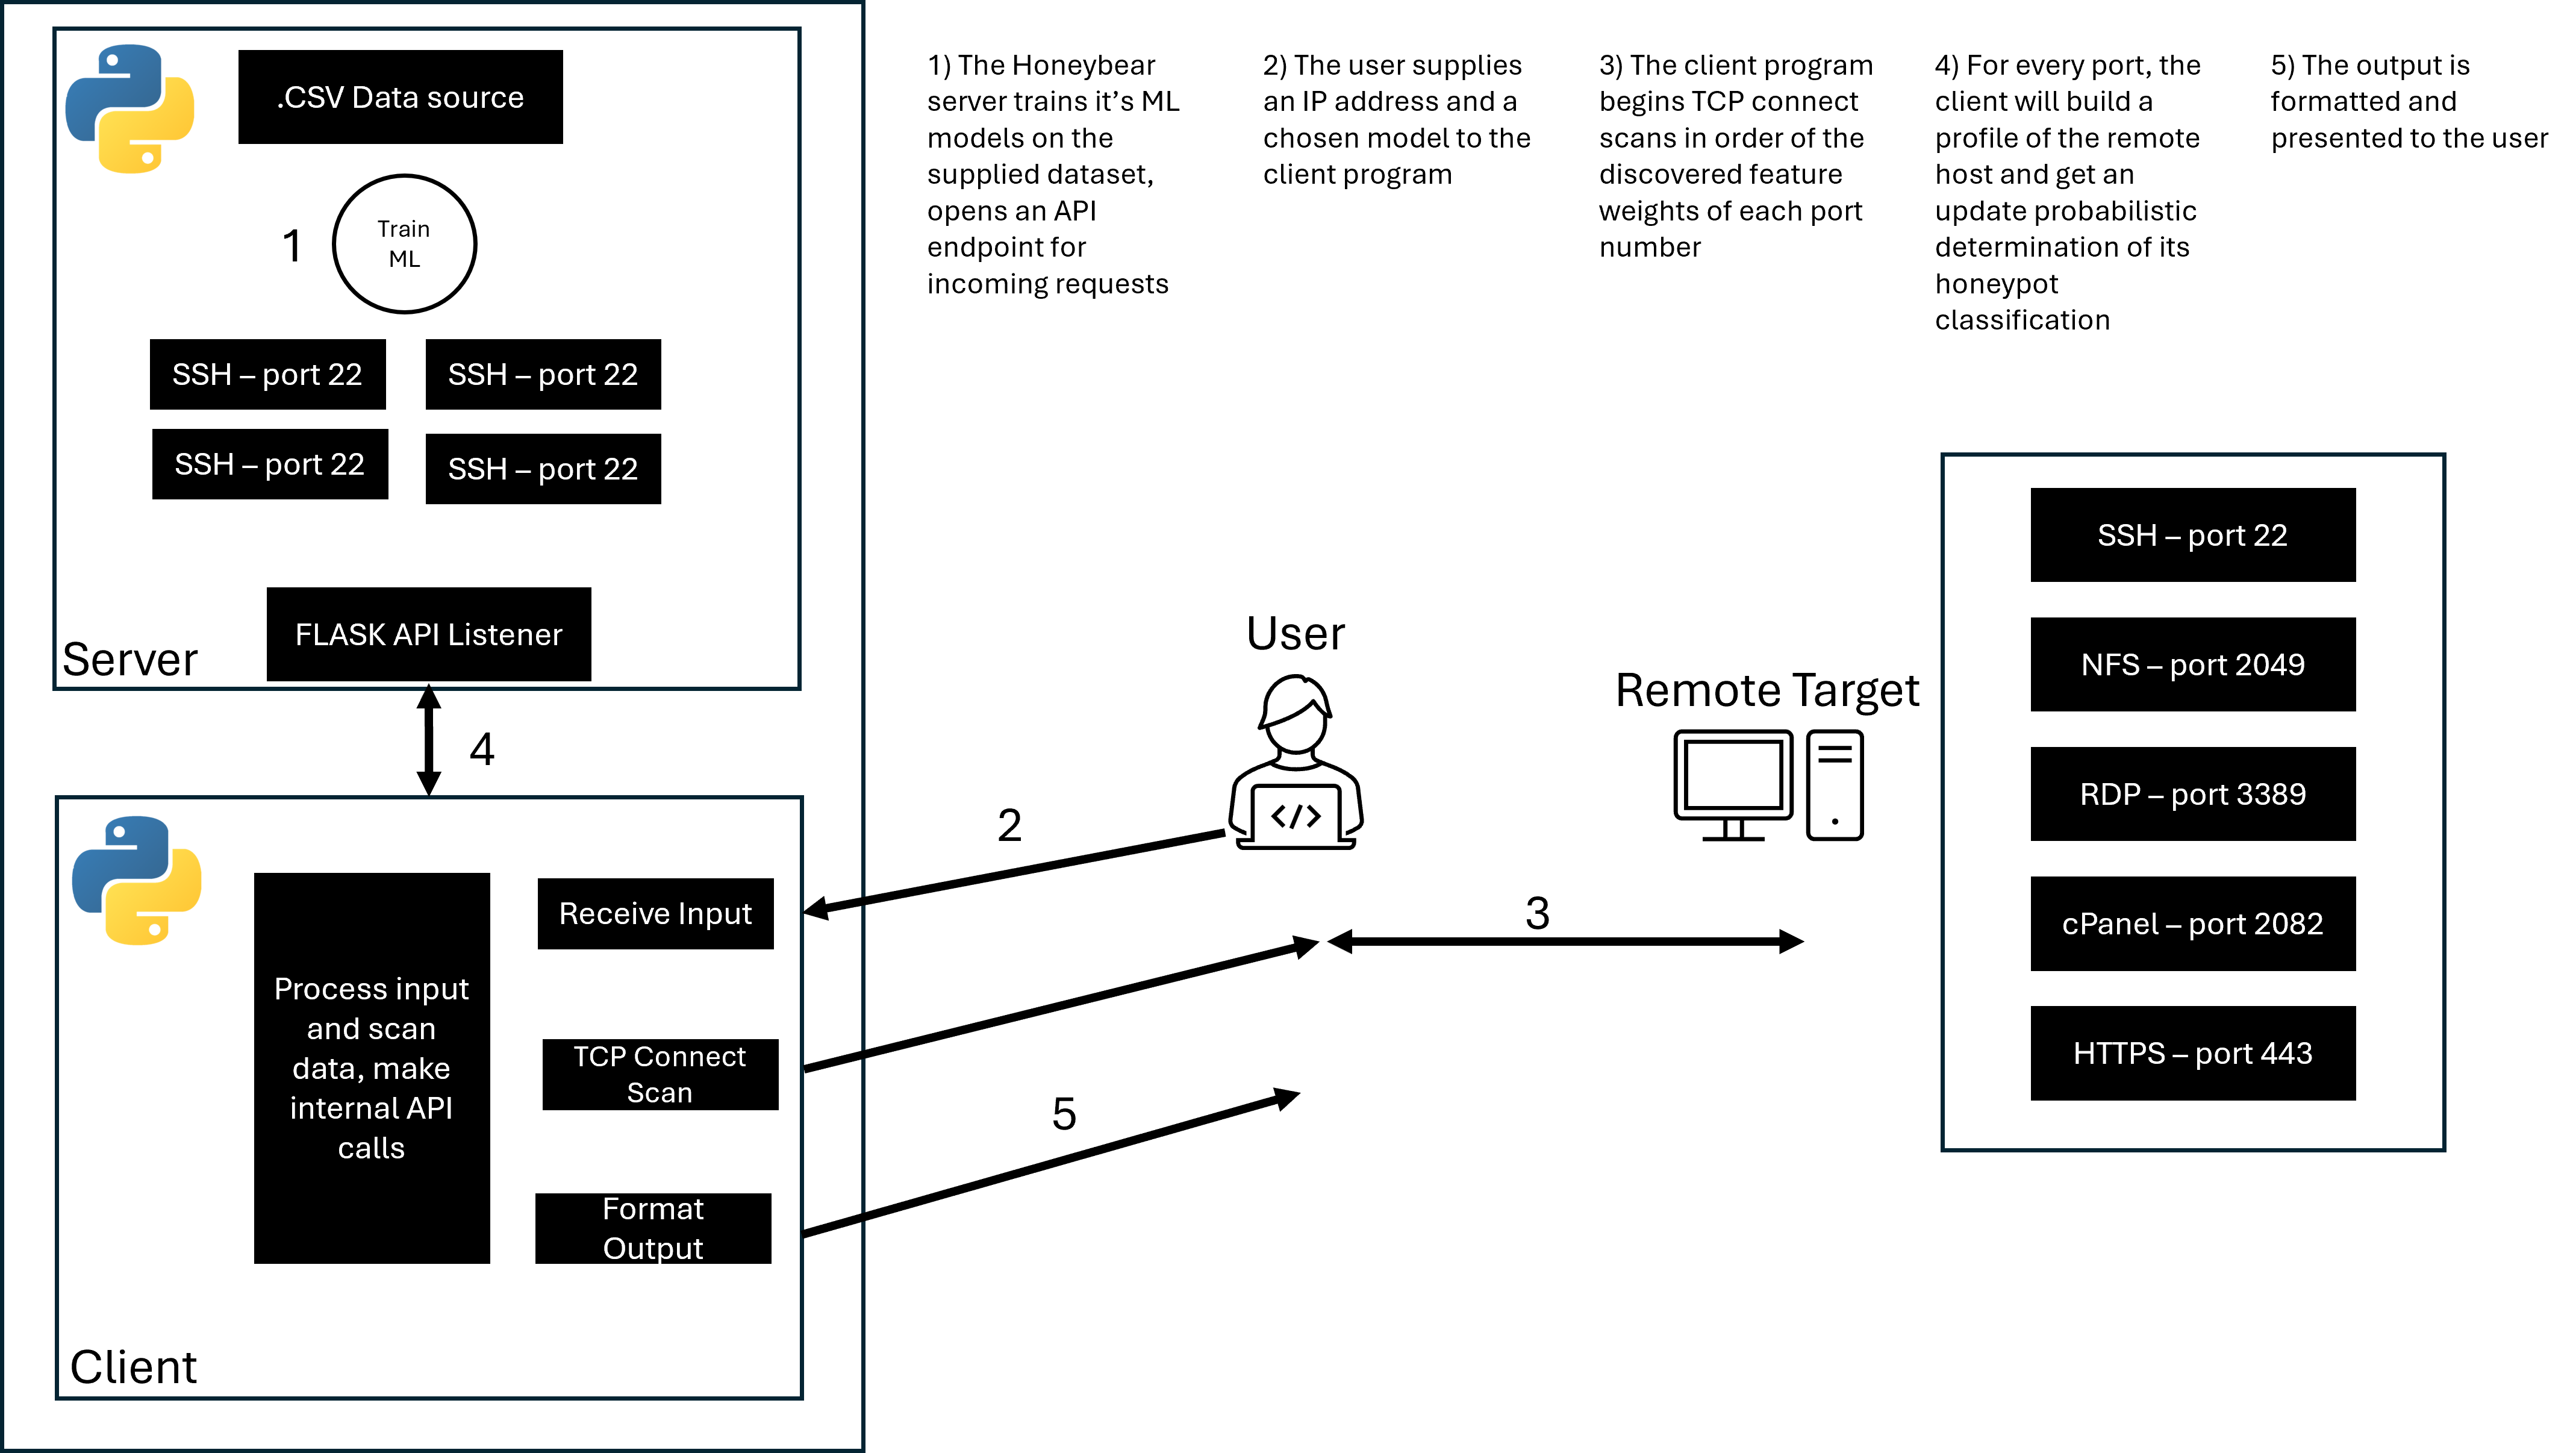 .CSV Data source
1
Train
ML
SSH – port 22
SSH – port 22
SSH – port 22
SSH – port 22
FLASK API Listener
Server
4
Process input
and scan
data, make
internal API
calls
Receive Input
TCP Connect
Scan
Format
Output
Client
1) The Honeybear
server trains it’s ML
models on the
supplied dataset,
opens an API
endpoint for
incoming requests
2) The user supplies
an IP address and a
chosen model to the
client program
3) The client program
begins TCP connect
scans in order of the
discovered feature
weights of each port
number
4) For every port, the
client will build a
profile of the remote
host and get an
update probabilistic
determination of its
honeypot
classification
5) The output is
formatted and
presented to the user
User
</>
2
3
5
Remote Target
SSH – port 22
NFS – port 2049
RDP – port 3389
cPanel – port 2082
HTTPS – port 443